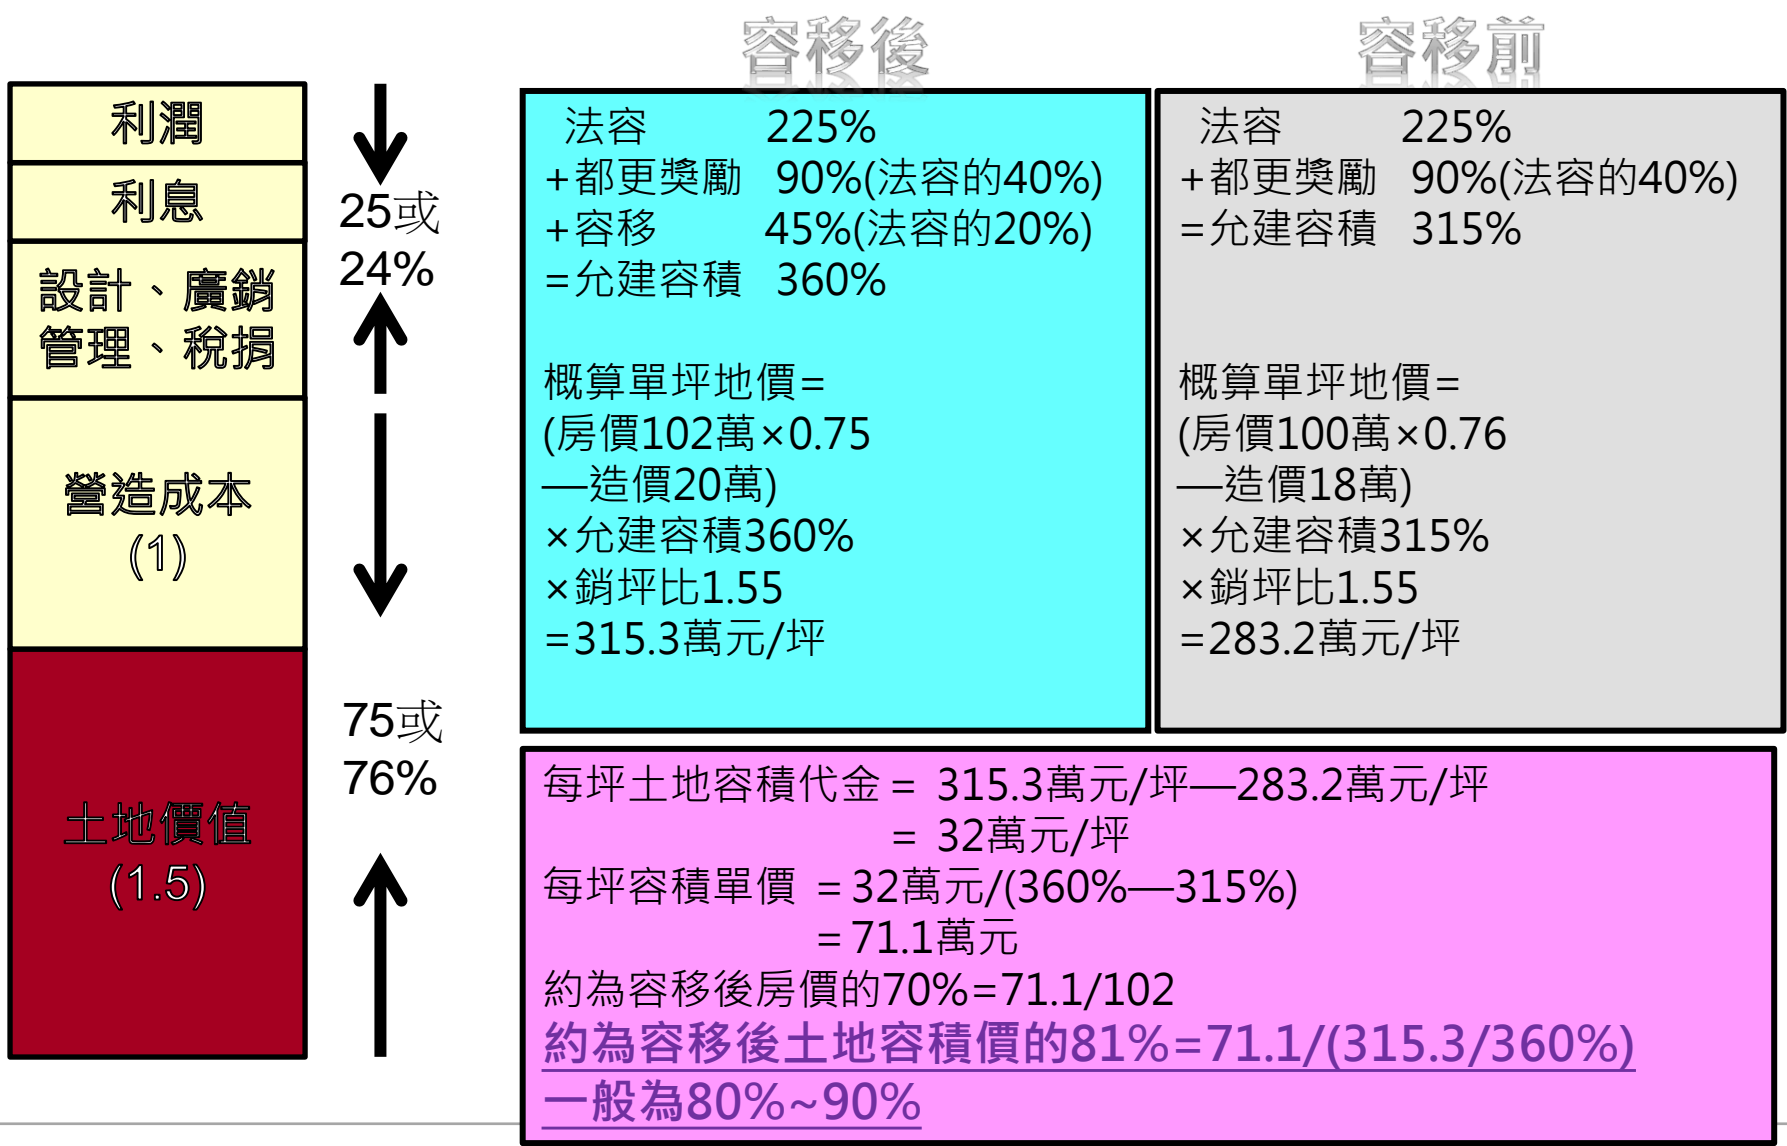 容移後
容移前
利潤
利息
設計、廣銷
管理、稅捐
營造成本
(1)
土地價值
(1.5)
25或
24%
75或
76%
法容 225%
+都更獎勵 90%(法容的40%)
+容移 45%(法容的20%)
=允建容積 360%
概算單坪地價=
(房價102萬×0.75
—造價20萬)
×允建容積360%
×銷坪比1.55
=315.3萬元/坪
法容 225%
+都更獎勵 90%(法容的40%)
=允建容積 315%
概算單坪地價=
(房價100萬×0.76
—造價18萬)
×允建容積315%
×銷坪比1.55
=283.2萬元/坪
每坪土地容積代金= 315.3萬元/坪—283.2萬元/坪
= 32萬元/坪
每坪容積單價 =32萬元/(360%—315%)
=71.1萬元
約為容移後房價的70%=71.1/102
約為容移後土地容積價的81%=71.1/(315.3/360%)
一般為80%~90%